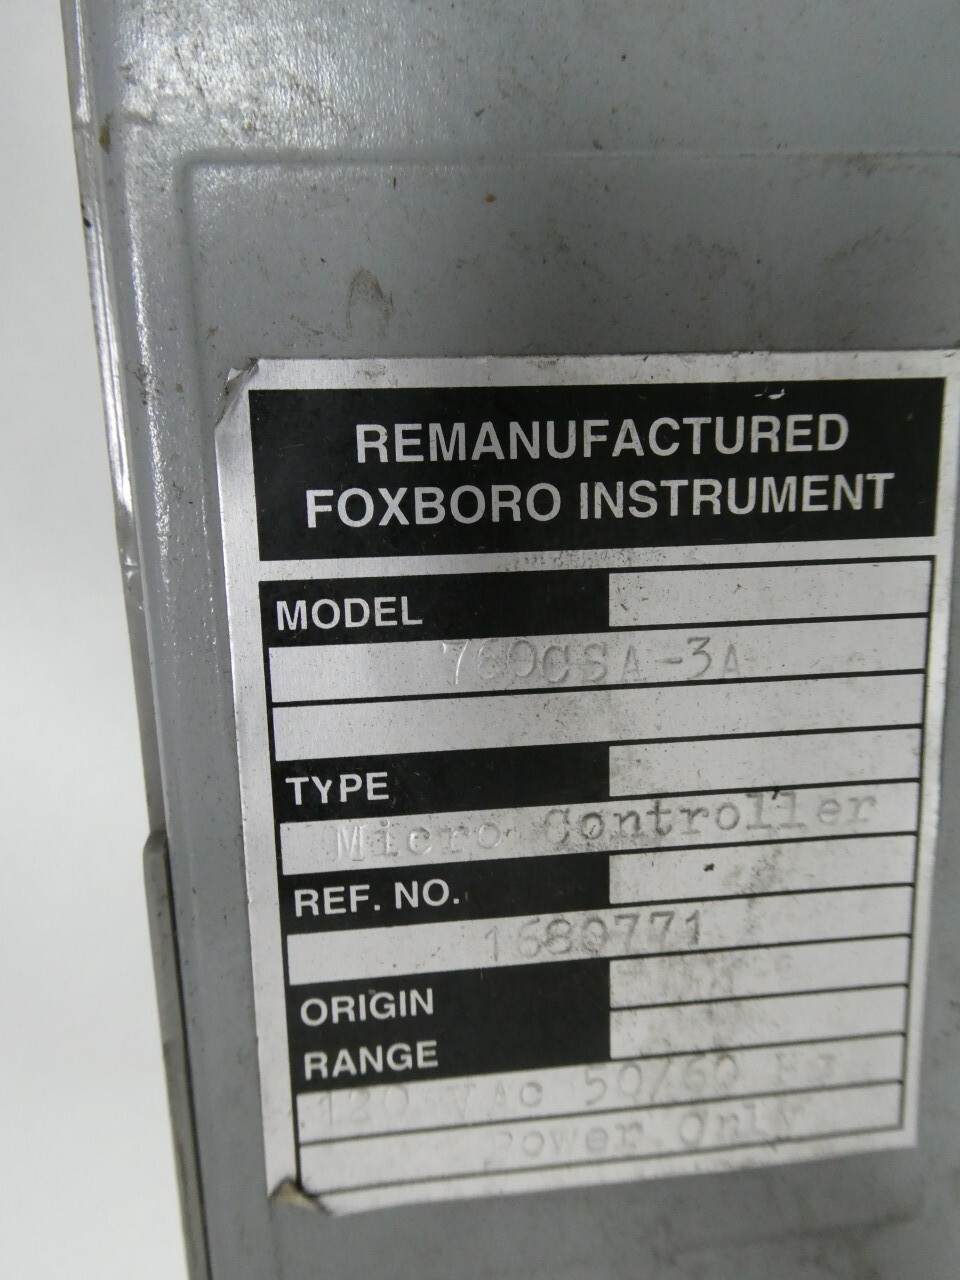 REMANUFACTURED
FOXBORO INSTRUMENT
MODEL
760CSA-3A
TYPE
Micro Controller
REF. NO.
1680771
ORIGIN
RANGE
120 VAC 50/60 Hz
Power Only